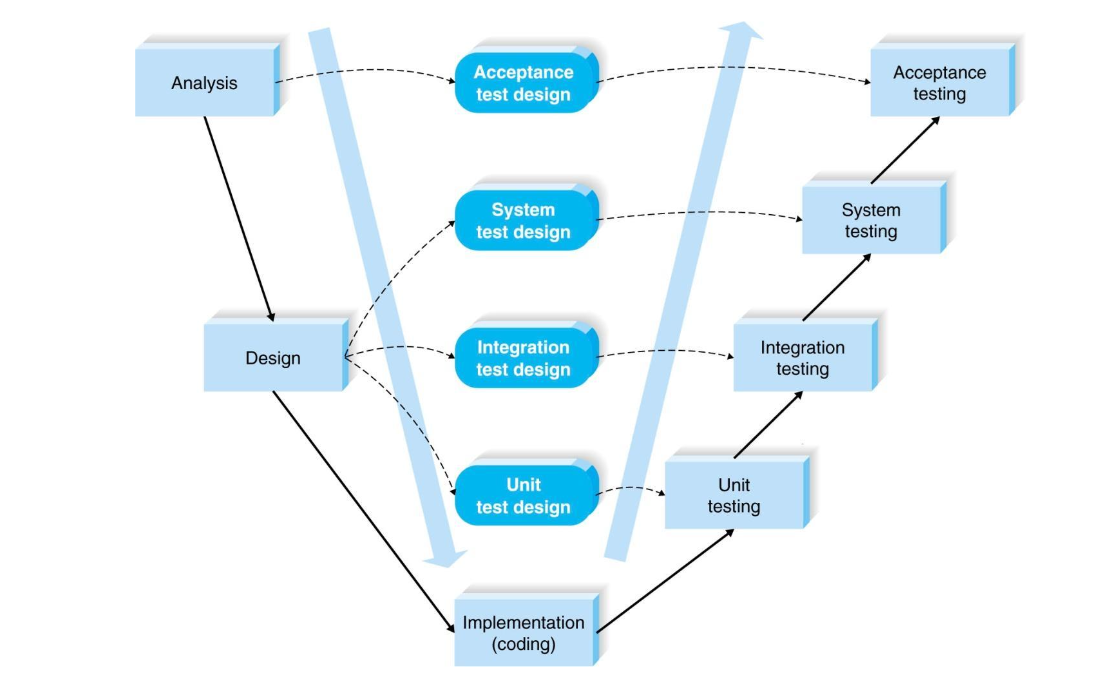 Analysis
Acceptance
test design
Acceptance
testing
System
test design
System
testing
Design
Integration
test design
Integration
testing
Unit
test design
Unit
testing
Implementation
(coding)